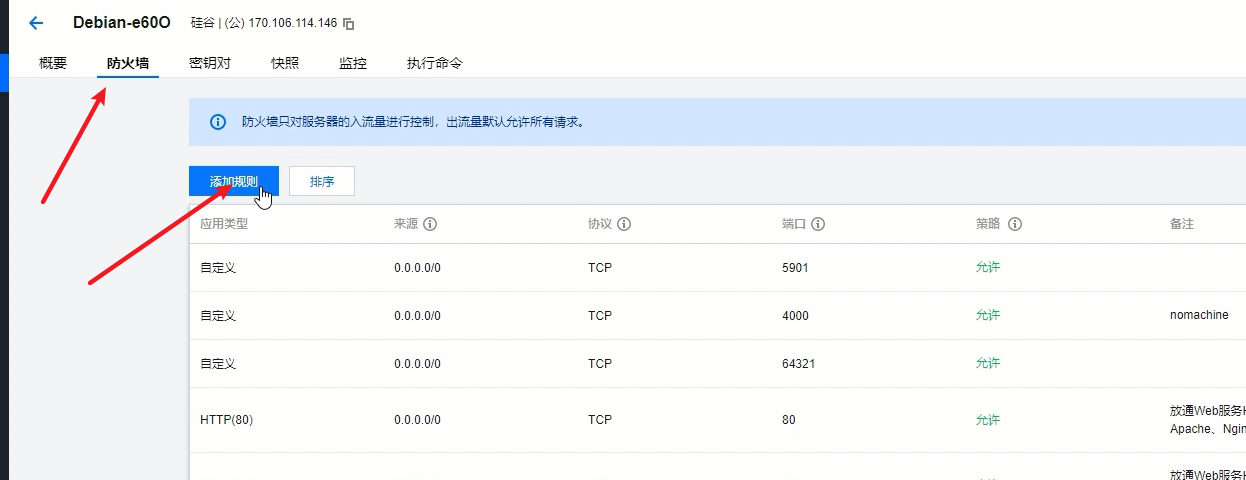 Debian-e60O 硅谷 | (公) 170.106.114.146
概要 防火墙 密钥对 快照 监控 执行命令
防火墙只对服务器的入流量进行控制，出流量默认允许所有请求。
添加规则 排序
应用类型 来源 协议 端口 策略 备注
自定义 0.0.0.0/0 TCP 5901 允许
自定义 0.0.0.0/0 TCP 4000 允许 nomachine
自定义 0.0.0.0/0 TCP 64321 允许
HTTP(80) 0.0.0.0/0 TCP 80 允许 放通Web服务H
Apache、Ngin
放通Web服务H